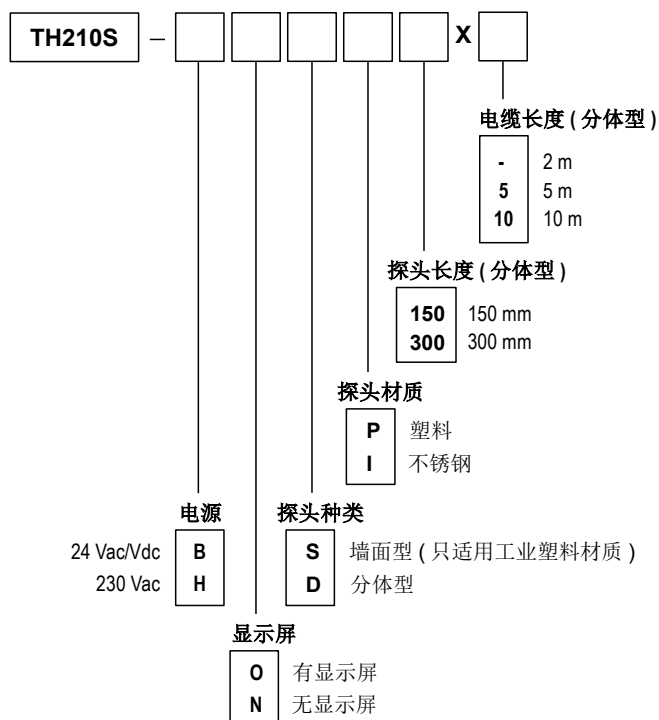 TH210S – X
电缆长度 ( 分体型 )
- 2 m
5 5 m
10 10 m
探头长度 ( 分体型 )
150 150 mm
300 300 mm
探头材质
P 塑料
I 不锈钢
电源
24 Vac/Vdc B
230 Vac H
探头种类
S 墙面型 ( 只适用工业塑料材质 )
D 分体型
显示屏
O 有显示屏
N 无显示屏